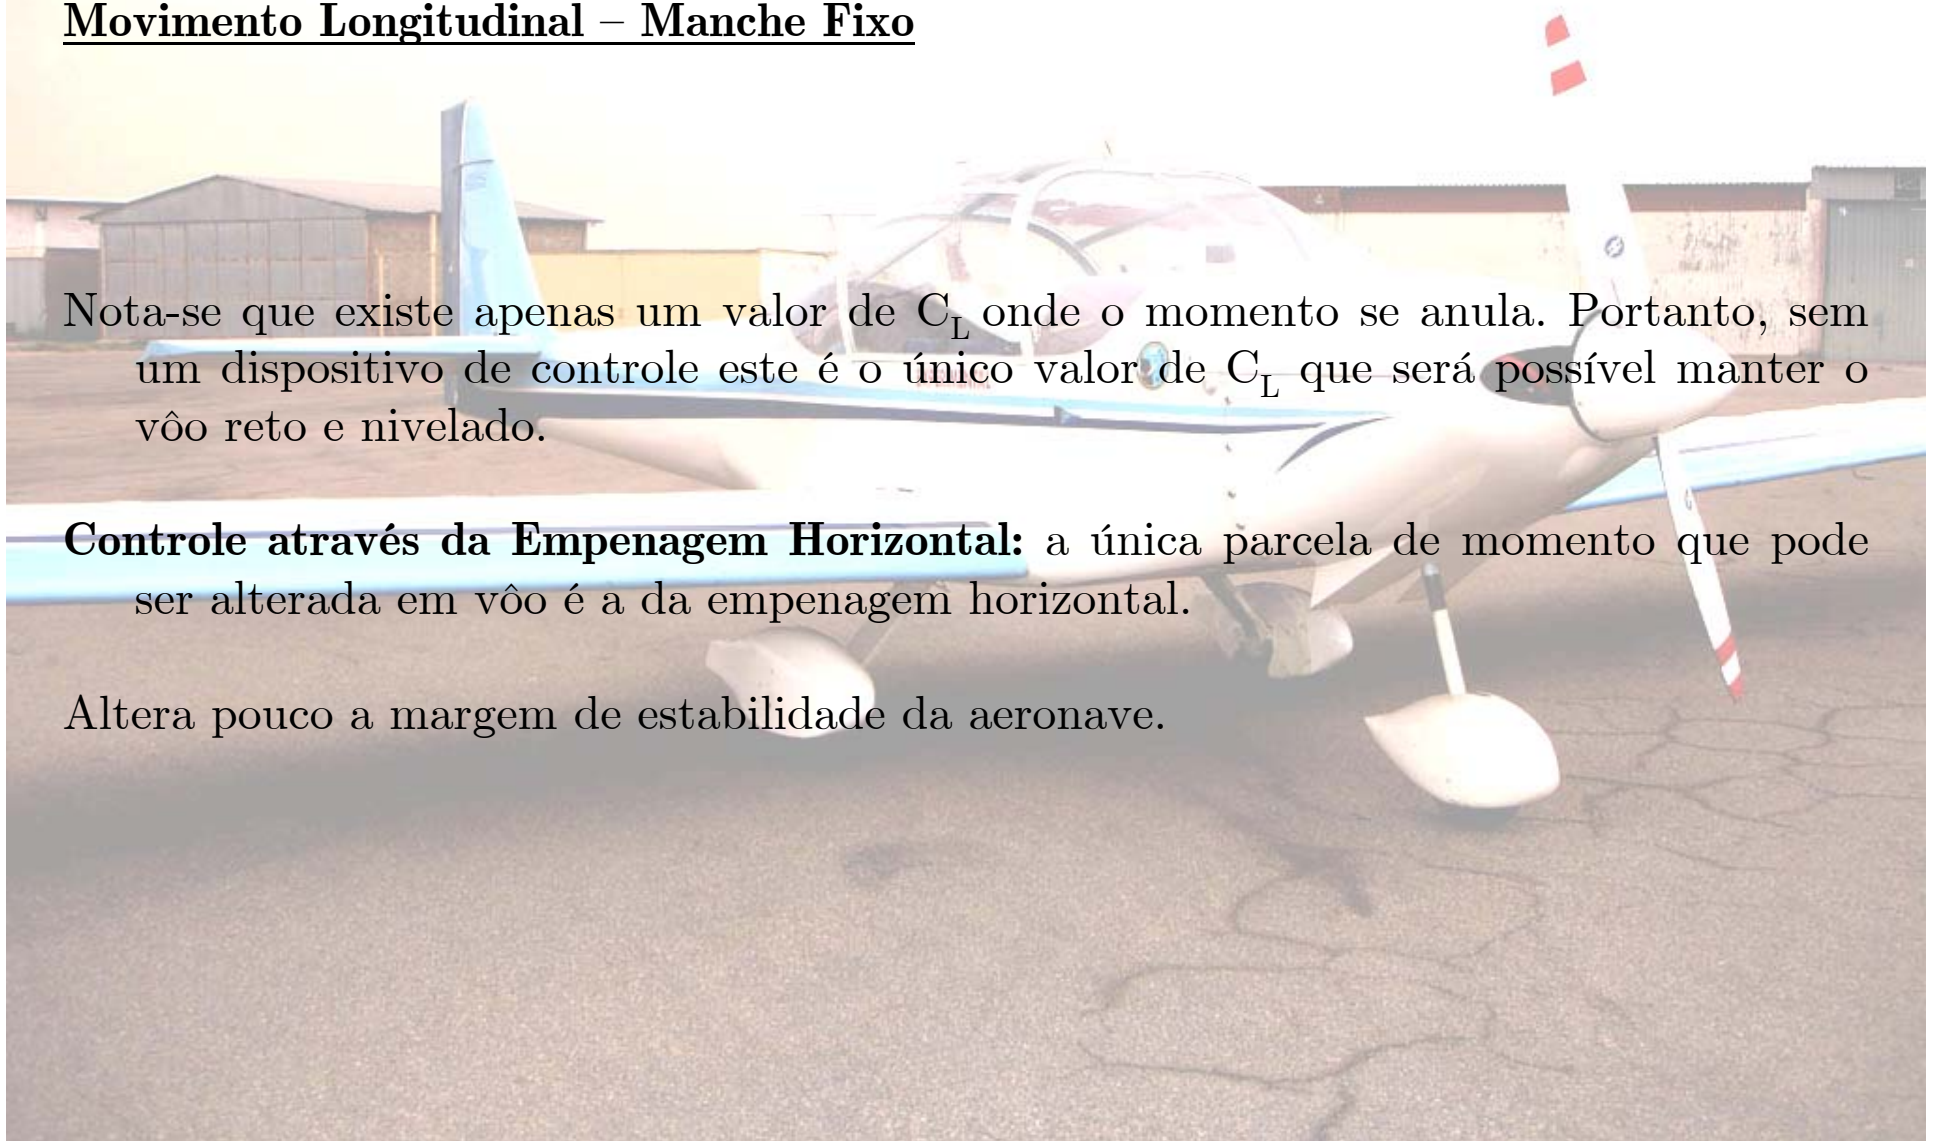 Movimento Longitudinal – Manche Fixo
Nota-se que existe apenas um valor de C_L onde o momento se anula. Portanto, sem
um dispositivo de controle este é o único valor de C_L que será possível manter o
vôo reto e nivelado.
Controle através da Empenagem Horizontal: a única parcela de momento que pode
ser alterada em vôo é a da empenagem horizontal.
Altera pouco a margem de estabilidade da aeronave.